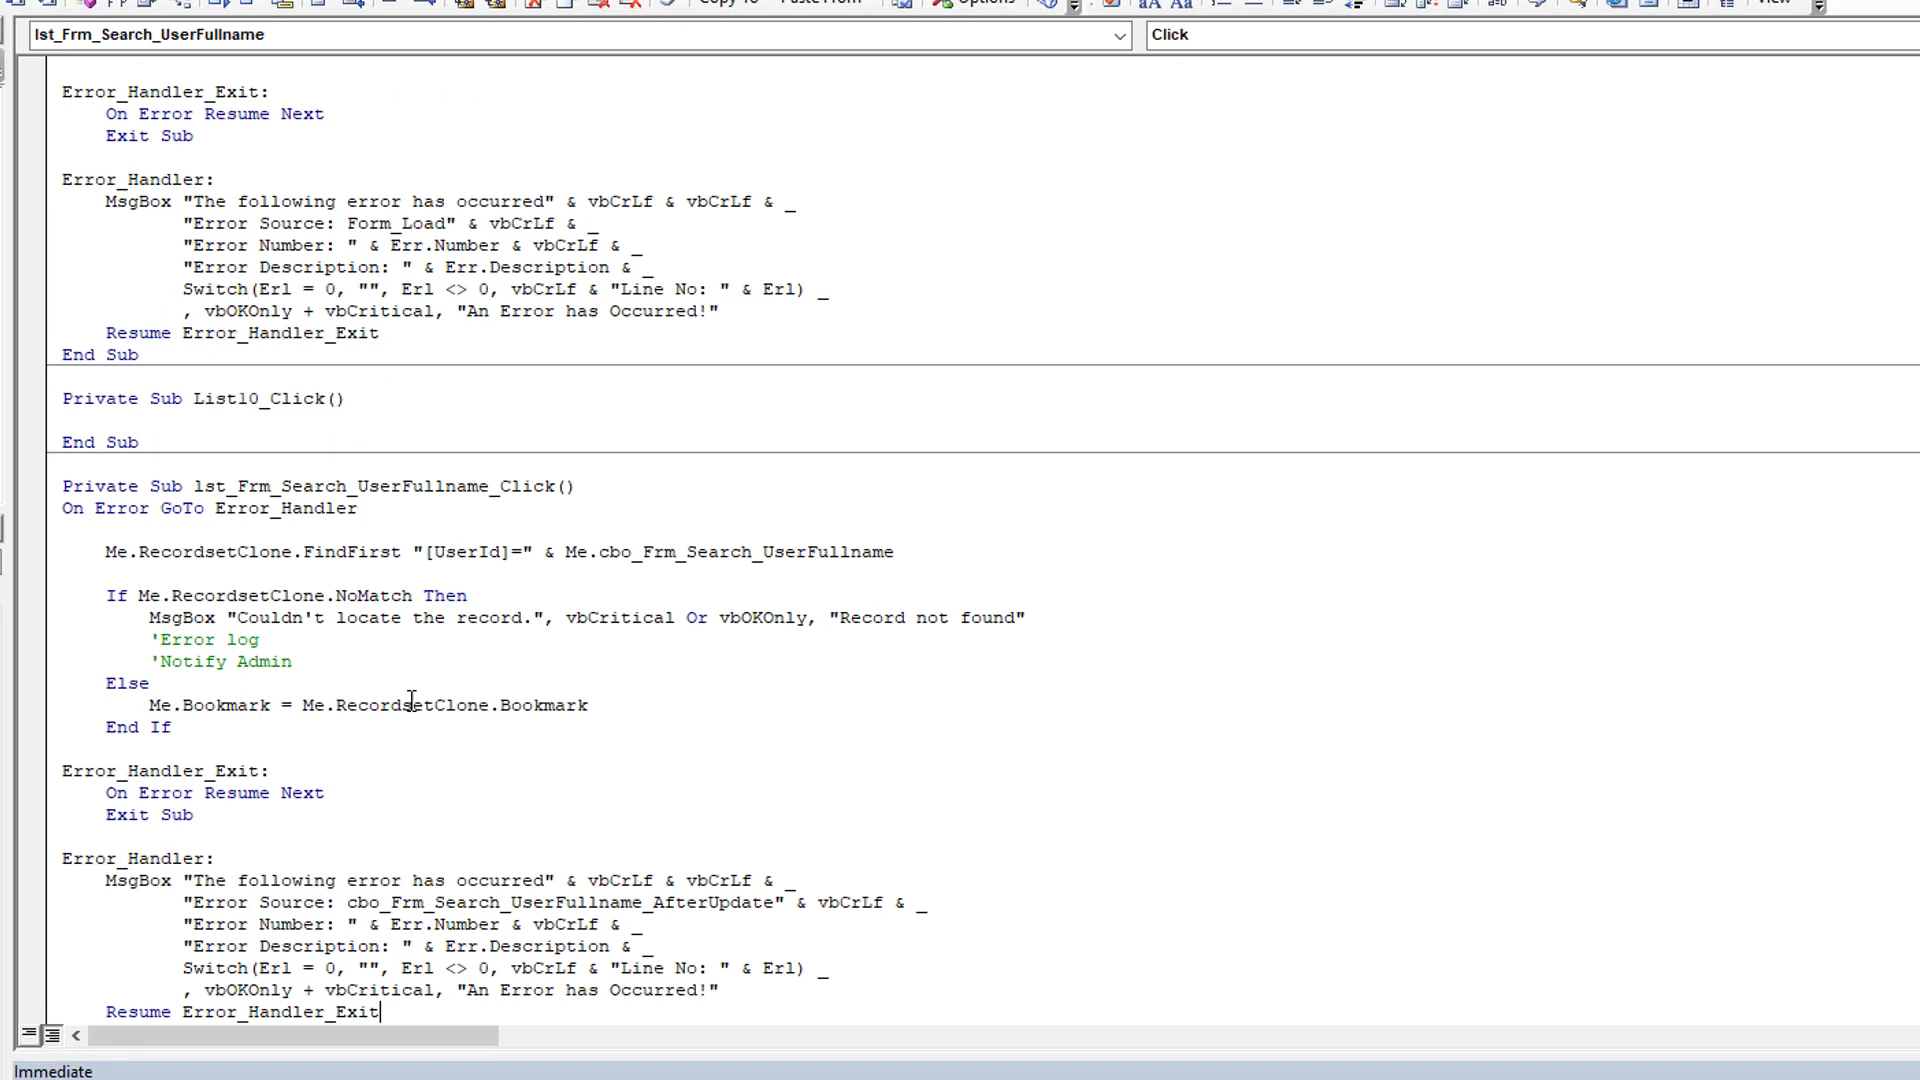 Copy To
Paste From
Options
View
lst_Frm_Search_UserFullname
Click
Error_Handler_Exit:
On Error Resume Next
Exit Sub
Error_Handler:
MsgBox "The following error has occurred" & vbCrLf & vbCrLf & _
"Error Source: Form_Load" & vbCrLf & _
"Error Number: " & Err.Number & vbCrLf & _
"Error Description: " & Err.Description & _
Switch(Erl = 0, "", Erl <> 0, vbCrLf & "Line No: " & Erl) _
, vbOKOnly + vbCritical, "An Error has Occurred!"
Resume Error_Handler_Exit
End Sub
Private Sub List10_Click()
End Sub
Private Sub lst_Frm_Search_UserFullname_Click()
On Error GoTo Error_Handler
Me.RecordsetClone.FindFirst "[UserId]=" & Me.cbo_Frm_Search_UserFullname
If Me.RecordsetClone.NoMatch Then
MsgBox "Couldn't locate the record.", vbCritical Or vbOKOnly, "Record not found"
'Error log
'Notify Admin
Else
Me.Bookmark = Me.RecordsetClone.Bookmark
End If
Error_Handler_Exit:
On Error Resume Next
Exit Sub
Error_Handler:
MsgBox "The following error has occurred" & vbCrLf & vbCrLf & _
"Error Source: cbo_Frm_Search_UserFullname_AfterUpdate" & vbCrLf & _
"Error Number: " & Err.Number & vbCrLf & _
"Error Description: " & Err.Description & _
Switch(Erl = 0, "", Erl <> 0, vbCrLf & "Line No: " & Erl) _
, vbOKOnly + vbCritical, "An Error has Occurred!"
Resume Error_Handler_Exit
Immediate